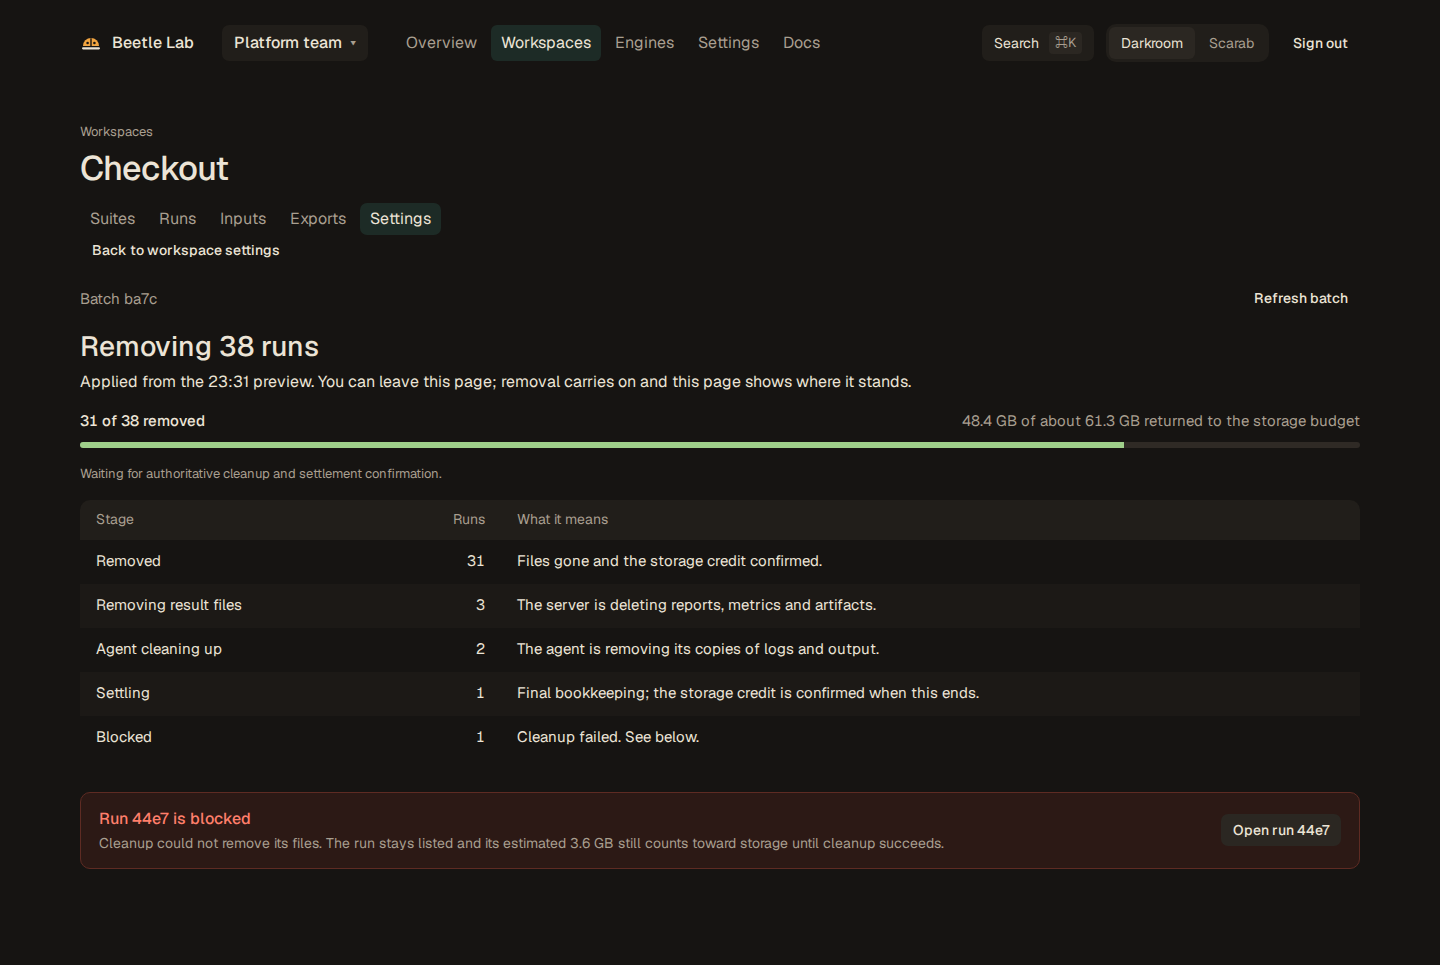 Beetle Lab
Platform team
Overview
Workspaces
Engines
Settings
Docs
Search ⌘K
Darkroom
Scarab
Sign out
Workspaces
Checkout
Suites
Runs
Inputs
Exports
Settings
Back to workspace settings
Batch ba7c
Refresh batch
Removing 38 runs
Applied from the 23:31 preview. You can leave this page; removal carries on and this page shows where it stands.
31 of 38 removed
48.4 GB of about 61.3 GB returned to the storage budget
Waiting for authoritative cleanup and settlement confirmation.
Stage Runs What it means
Removed 31 Files gone and the storage credit confirmed.
Removing result files 3 The server is deleting reports, metrics and artifacts.
Agent cleaning up 2 The agent is removing its copies of logs and output.
Settling 1 Final bookkeeping; the storage credit is confirmed when this ends.
Blocked 1 Cleanup failed. See below.
Run 44e7 is blocked
Cleanup could not remove its files. The run stays listed and its estimated 3.6 GB still counts toward storage until cleanup succeeds.
Open run 44e7